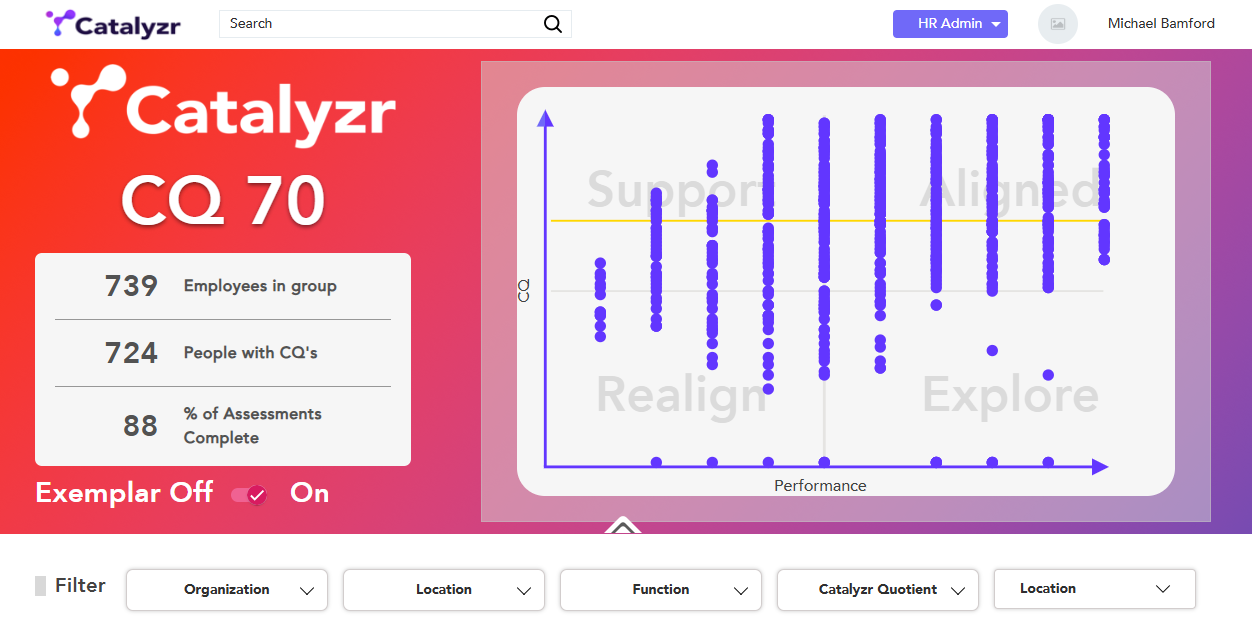 Catalyzr
Search
HR Admin
Michael Bamford
Catalyzr
CQ 70
739 Employees in group
724 People with CQ's
88 % of Assessments
Complete
Exemplar Off On
Support
Aligned
CQ
Realign
Explore
Performance
Filter
Organization
Location
Function
Catalyzr Quotient
Location